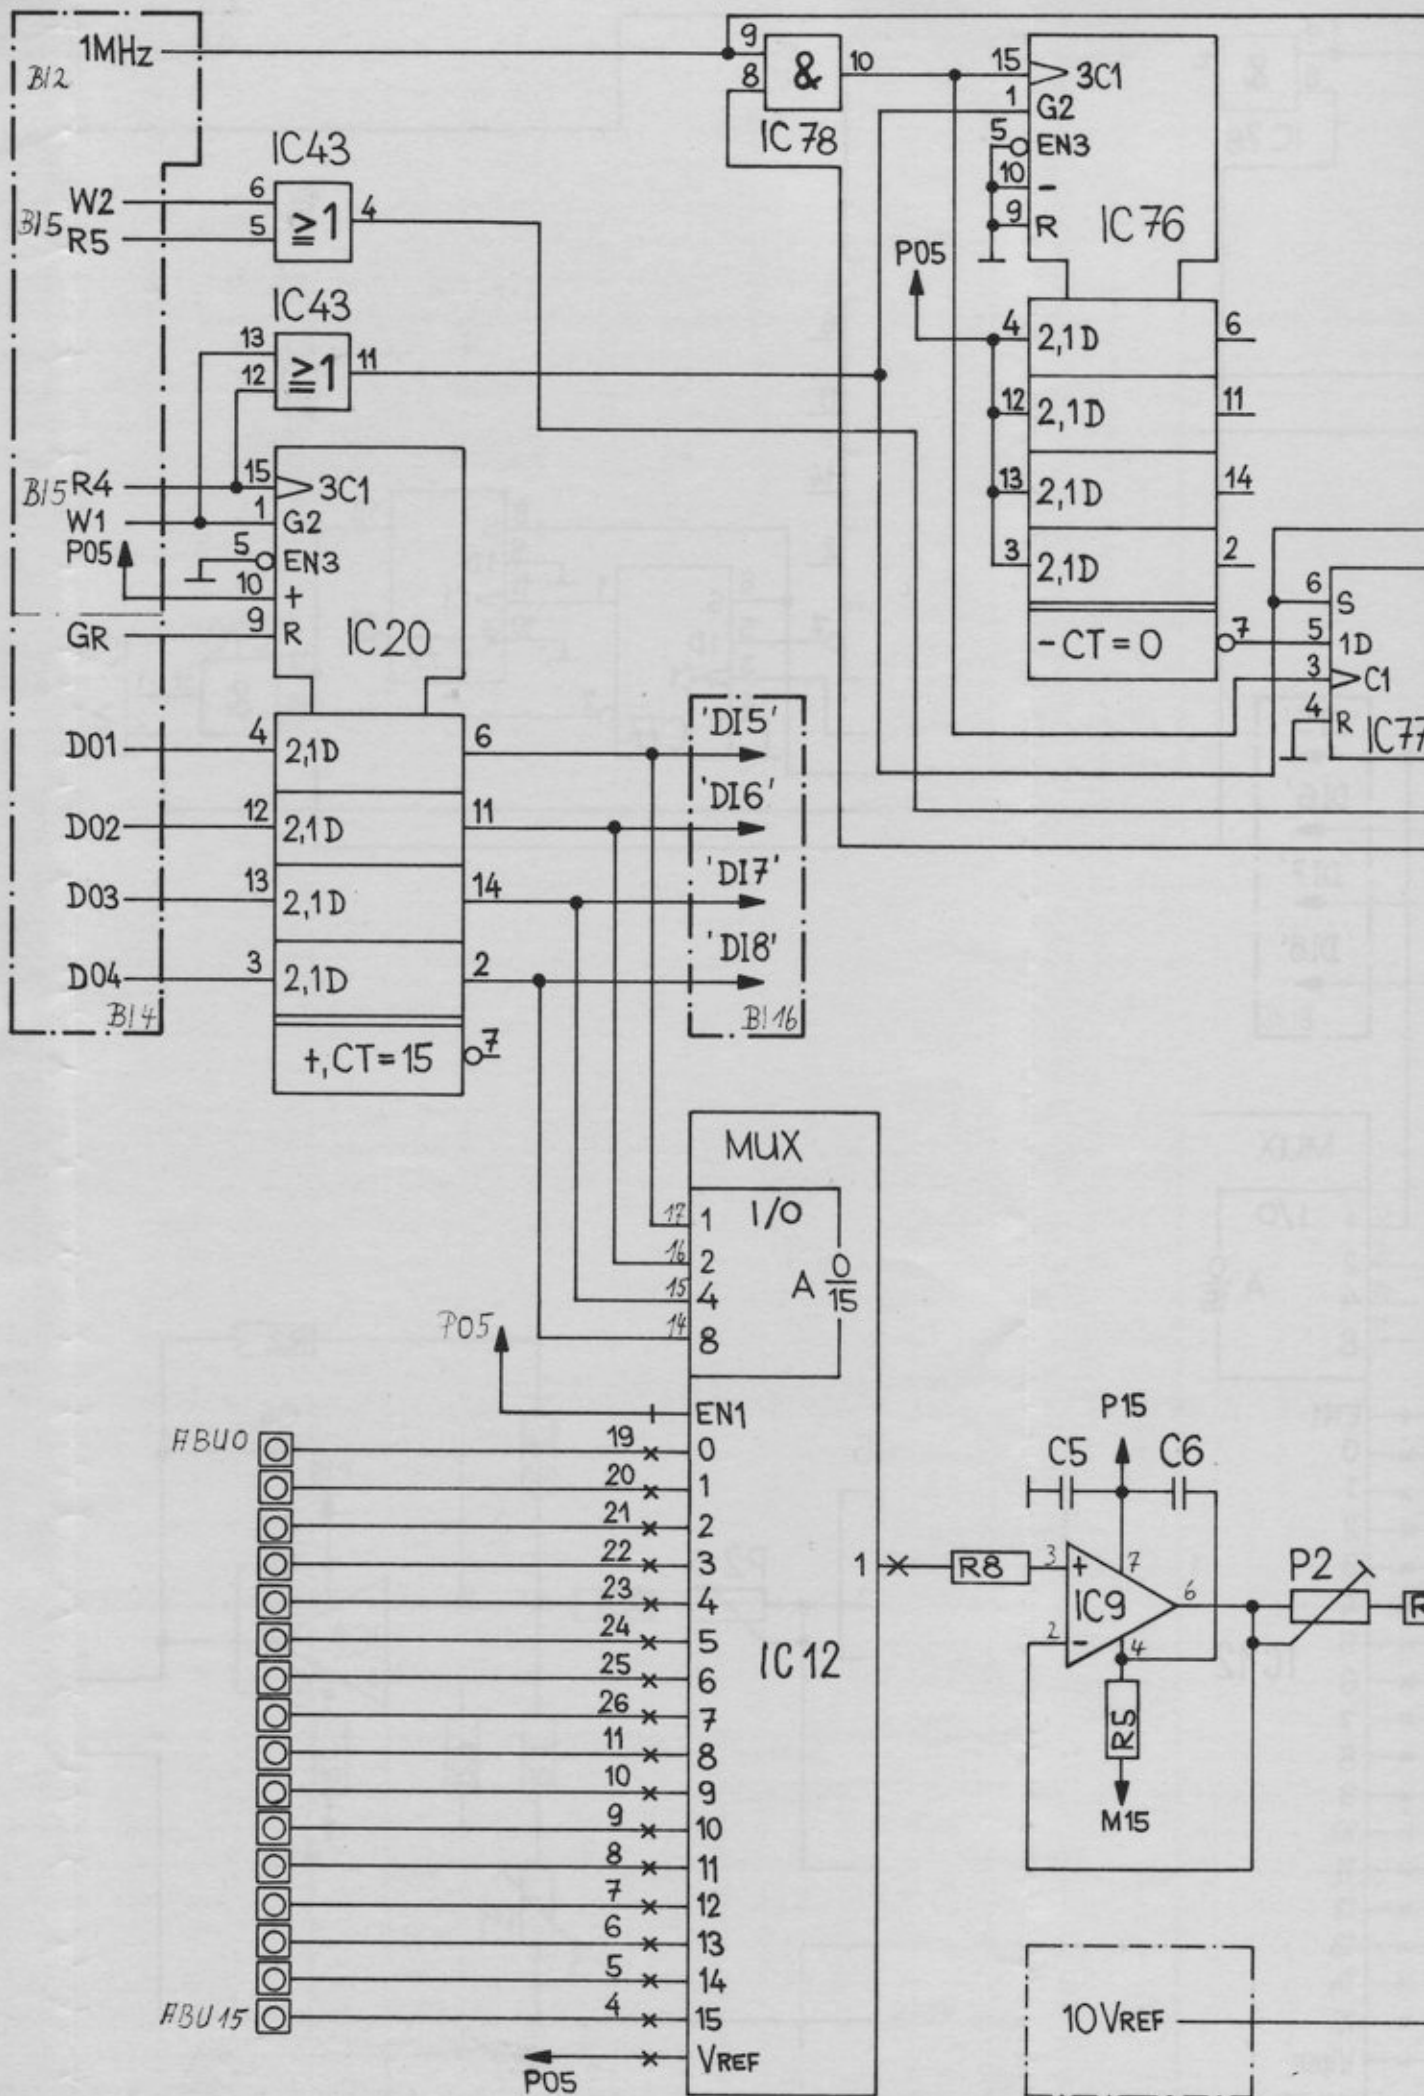 1MHz
BI2
9
8
&
10
IC78
15
3C1
1
G2
5
EN3
10
-
9
R
IC76
IC43
W2
6
BI5
R5
5
≥1
4
P05
IC43
13
12
≥1
11
4
2,1D
6
12
2,1D
11
13
2,1D
14
3
2,1D
2
-CT=0
7
BI5
R4
15
3C1
W1
1
G2
P05
5
EN3
10
+
GR
9
R
IC20
6
S
5
1D
3
C1
4
R
IC77
D01
4
2,1D
6
'DI5'
D02
12
2,1D
11
'DI6'
D03
13
2,1D
14
'DI7'
D04
3
2,1D
2
'DI8'
BI4
BI16
+,CT=15
7
MUX
I/O
17
1
16
2
A 0/15
15
4
14
8
P05
EN1
ABU0
19
0
20
1
21
2
22
3
23
4
24
5
25
6
26
7
11
8
10
9
9
10
8
11
7
12
6
13
5
14
ABU15
4
15
P05
VREF
IC12
1
R8
P15
C5
C6
3
+
7
IC9
6
2
-
4
R5
M15
P2
R
10VREF